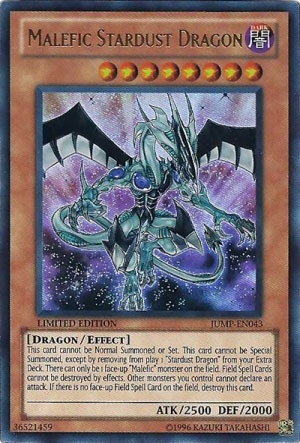 MALEFIC STARDUST DRAGON
DARK
闇
LIMITED EDITION JUMP-EN043
[DRAGON/EFFECT]
This card cannot be Normal Summoned or Set. This card cannot be Special
Summoned, except by removing from play 1 "Stardust Dragon" from your Extra
Deck. There can only be 1 face-up "Malefic" monster on the field. Field Spell Cards
cannot be destroyed by effects. Other monsters you control cannot declare an
attack. If there is no face-up Field Spell Card on the field, destroy this card.
ATK/2500 DEF/2000
36521459 ©1996 KAZUKI TAKAHASHI